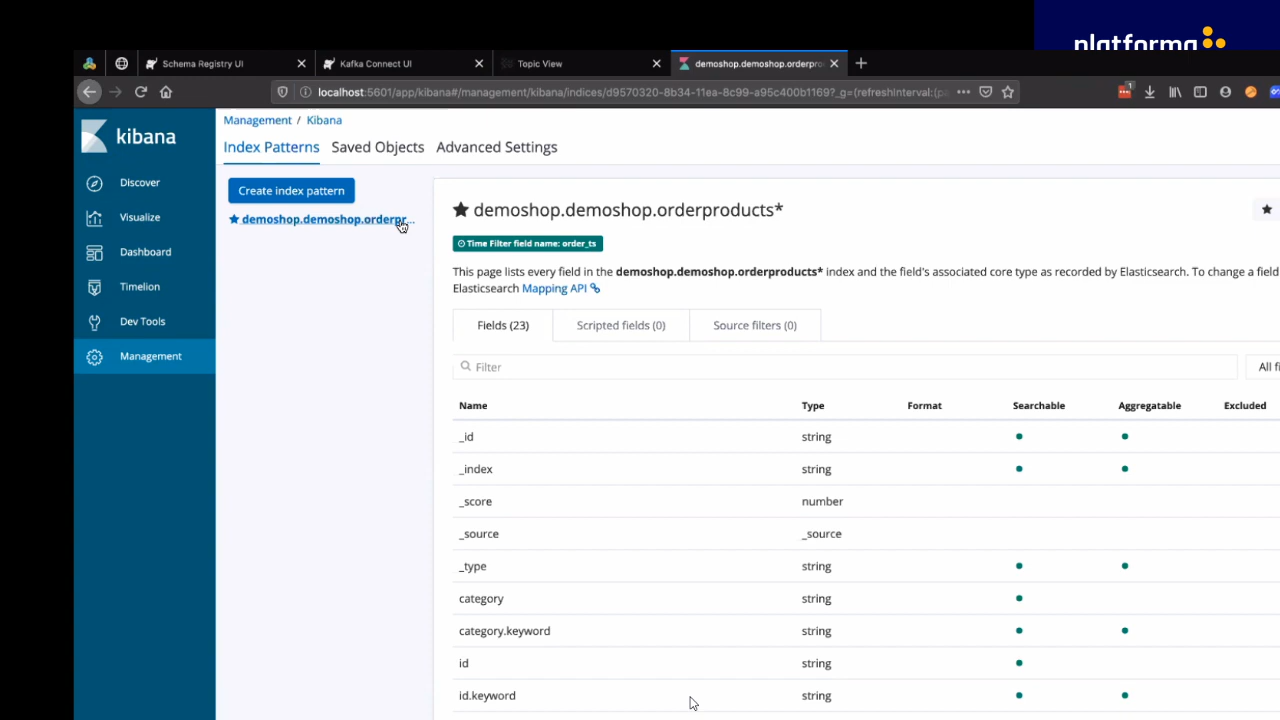 platforma
Schema Registry UI
Kafka Connect UI
Topic View
demoshop.demoshop.orderpro
localhost:5601/app/kibana#/management/kibana/indices/d9570320-8b34-11ea-8c99-a95c400b1169?_g=(refreshInterval:(pa
1
kibana
Discover
Visualize
Dashboard
Timelion
Dev Tools
Management
Management / Kibana
Index Patterns Saved Objects Advanced Settings
Create index pattern
demoshop.demoshop.orderpr...
demoshop.demoshop.orderproducts*
Time Filter field name: order_ts
This page lists every field in the demoshop.demoshop.orderproducts* index and the field's associated core type as recorded by Elasticsearch. To change a field
Elasticsearch Mapping API
Fields (23) Scripted fields (0) Source filters (0)
Filter
All fi
Name Type Format Searchable Aggregatable Excluded
_id string
_index string
_score number
_source _source
_type string
category string
category.keyword string
id string
id.keyword string